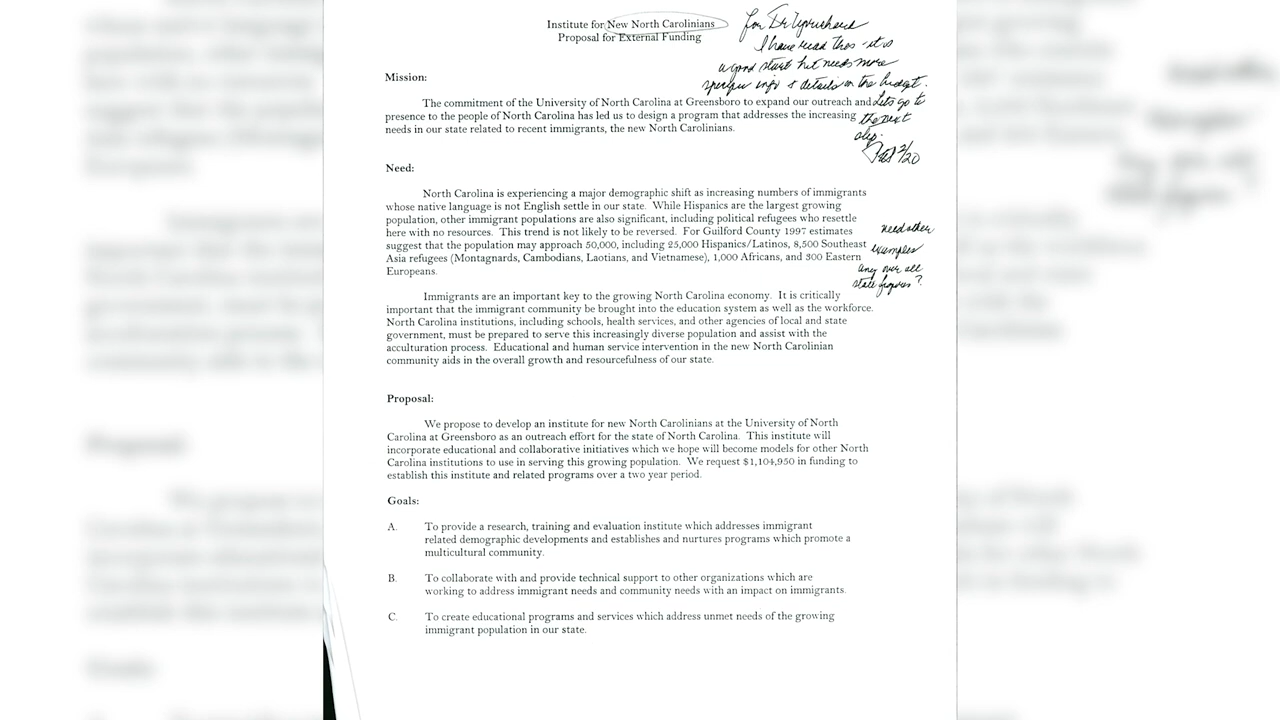 Institute for New North Carolinians
Proposal for External Funding
for Dr
I have read this - it is
a good start but needs more
specific info & details on the budget.
Let's go to
the next
step.
2/20
Mission:
The commitment of the University of North Carolina at Greensboro to expand our outreach and
presence to the people of North Carolina has led us to design a program that addresses the increasing
needs in our state related to recent immigrants, the new North Carolinians.
Need:
North Carolina is experiencing a major demographic shift as increasing numbers of immigrants
whose native language is not English settle in our state. While Hispanics are the largest growing
population, other immigrant populations are also significant, including political refugees who resettle
here with no resources. This trend is not likely to be reversed. For Guilford County 1997 estimates
suggest that the population may approach 50,000, including 25,000 Hispanics/Latinos, 8,500 Southeast
Asia refugees (Montagnards, Cambodians, Laotians, and Vietnamese), 1,000 Africans, and 300 Eastern
Europeans.
need other
examples
any over all
state figures?
Immigrants are an important key to the growing North Carolina economy. It is critically
important that the immigrant community be brought into the education system as well as the workforce.
North Carolina institutions, including schools, health services, and other agencies of local and state
government, must be prepared to serve this increasingly diverse population and assist with the
acculturation process. Educational and human service intervention in the new North Carolinian
community aids in the overall growth and resourcefulness of our state.
Proposal:
We propose to develop an institute for new North Carolinians at the University of North
Carolina at Greensboro as an outreach effort for the state of North Carolina. This institute will
incorporate educational and collaborative initiatives which we hope will become models for other North
Carolina institutions to use in serving this growing population. We request $1,104,950 in funding to
establish this institute and related programs over a two year period.
Goals:
A. To provide a research, training and evaluation institute which addresses immigrant
related demographic developments and establishes and nurtures programs which promote a
multicultural community.
B. To collaborate with and provide technical support to other organizations which are
working to address immigrant needs and community needs with an impact on immigrants.
C. To create educational programs and services which address unmet needs of the growing
immigrant population in our state.